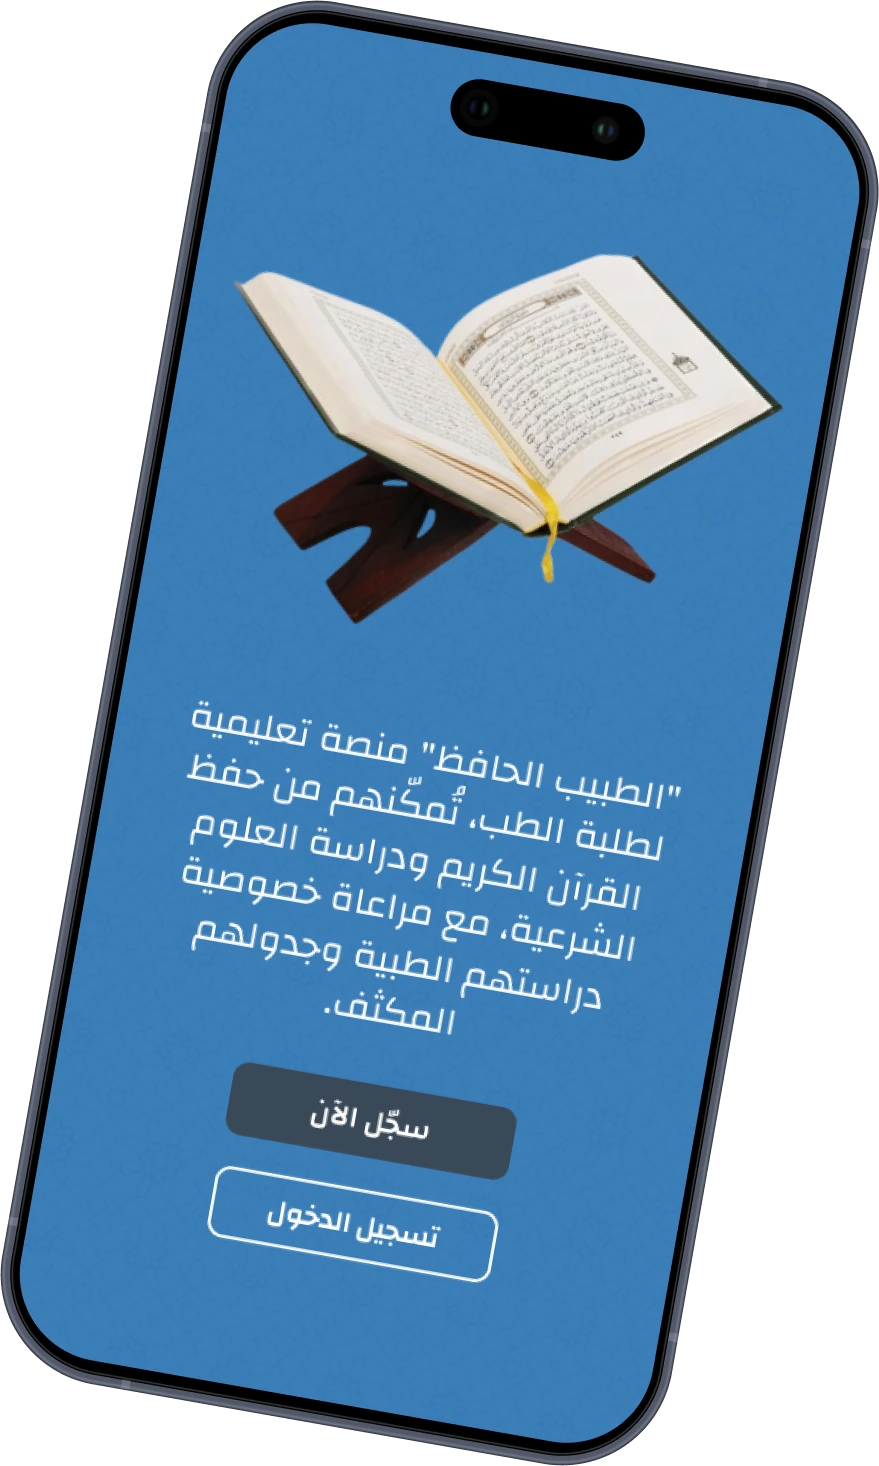 "الطبيب الحافظ" منصة تعليمية
لطلبة الطب، تُمكّنهم من حفظ
القرآن الكريم ودراسة العلوم
الشرعية، مع مراعاة خصوصية
دراستهم الطبية وجدولهم
المكثف.
سجّل الآن
تسجيل الدخول